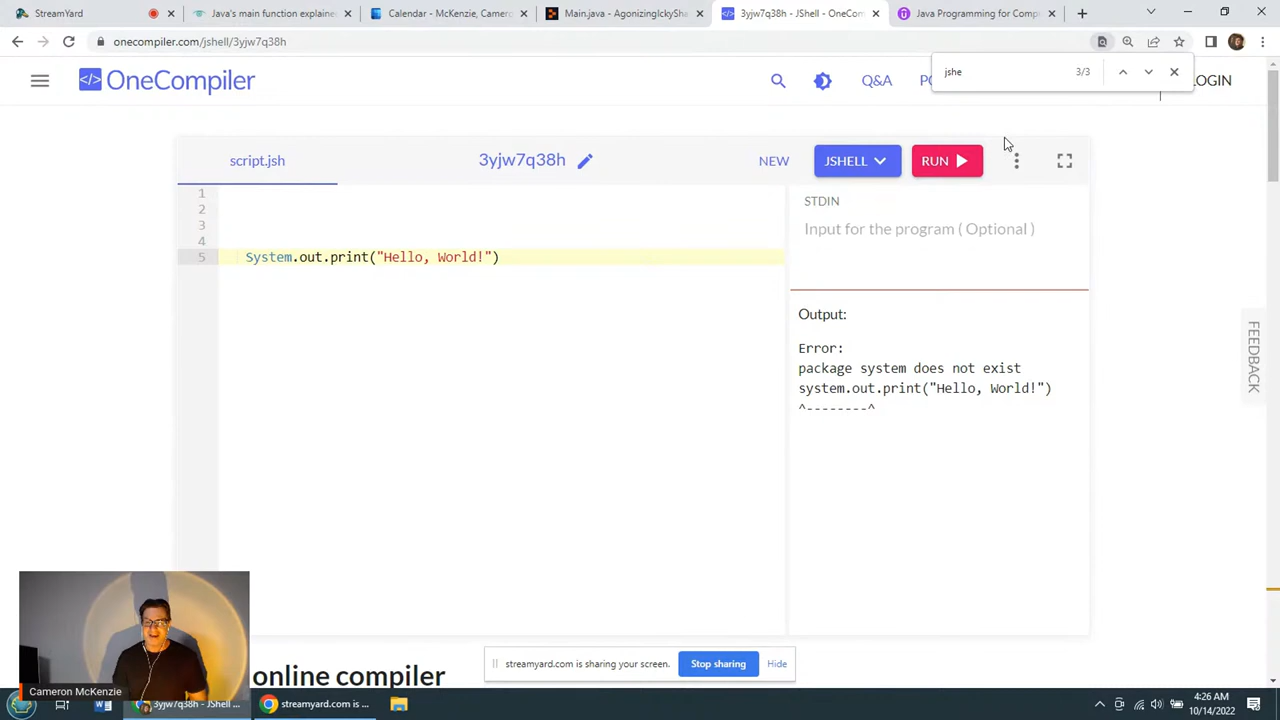 StreamYard
Java's main function explaine
Calendar - McKenzie, Camero
Main.java - AgonizingIckySha
3yjw7q38h - JShell - OneCom
Java Programming for Comp
onecompiler.com/jshell/3yjw7q38h
jshe
3/3
OneCompiler
Q&A
PO
LOGIN
script.jsh
3yjw7q38h
NEW
JSHELL
RUN
1
2
3
4
5
System.out.print("Hello, World!")
STDIN
Input for the program ( Optional )
Output:
Error:
package system does not exist
system.out.print("Hello, World!")
^--------^
FEEDBACK
online compiler
streamyard.com is sharing your screen.
Stop sharing
Hide
Cameron McKenzie
3yjw7q38h - JShell ...
streamyard.com is ...
4:26 AM
10/14/2022